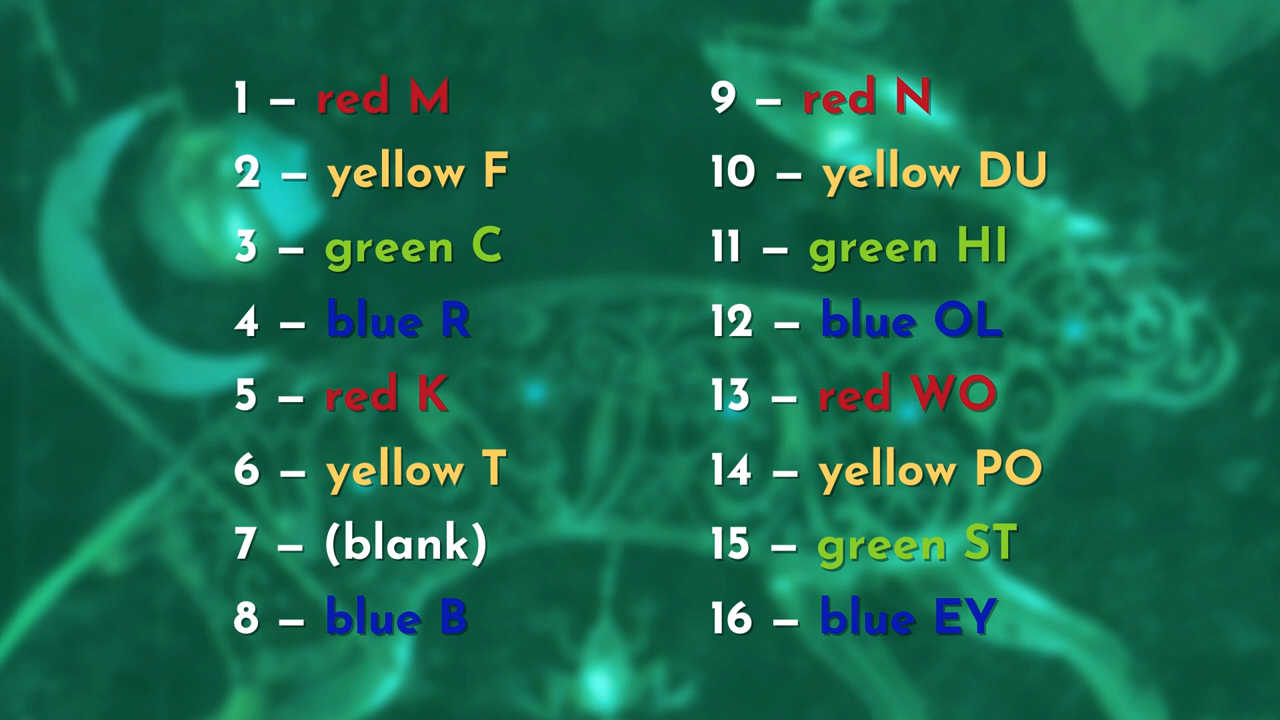 1 – red M
2 – yellow F
3 – green C
4 – blue R
5 – red K
6 – yellow T
7 – (blank)
8 – blue B
9 – red N
10 – yellow DU
11 – green HI
12 – blue OL
13 – red WO
14 – yellow PO
15 – green ST
16 – blue EY